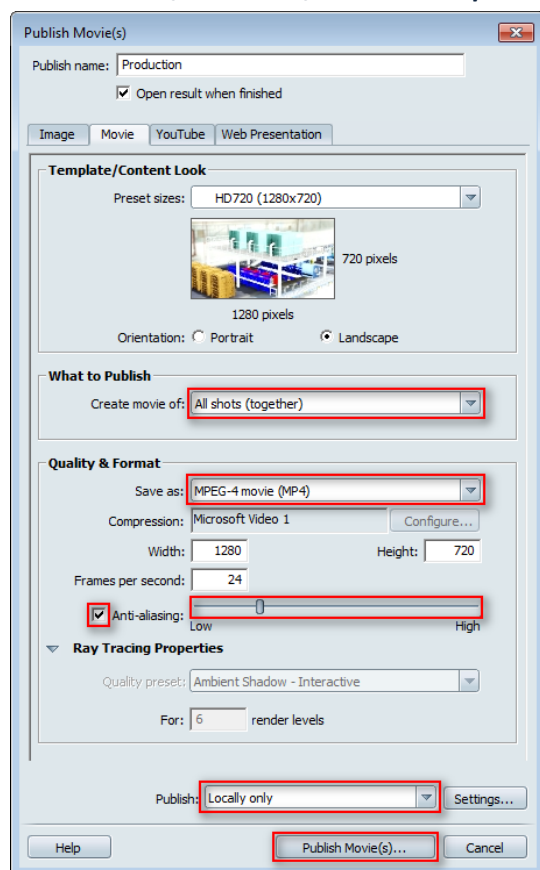 Publish Movie(s)
Publish name: Production
Open result when finished
Image Movie YouTube Web Presentation
Template/Content Look
Preset sizes: HD720 (1280x720)
720 pixels
1280 pixels
Orientation: Portrait Landscape
What to Publish
Create movie of: All shots (together)
Quality & Format
Save as: MPEG-4 movie (MP4)
Compression: Microsoft Video 1 Configure...
Width: 1280 Height: 720
Frames per second: 24
Anti-aliasing:
Low High
Ray Tracing Properties
Quality preset: Ambient Shadow - Interactive
For: 6 render levels
Publish: Locally only Settings...
Help Publish Movie(s)... Cancel